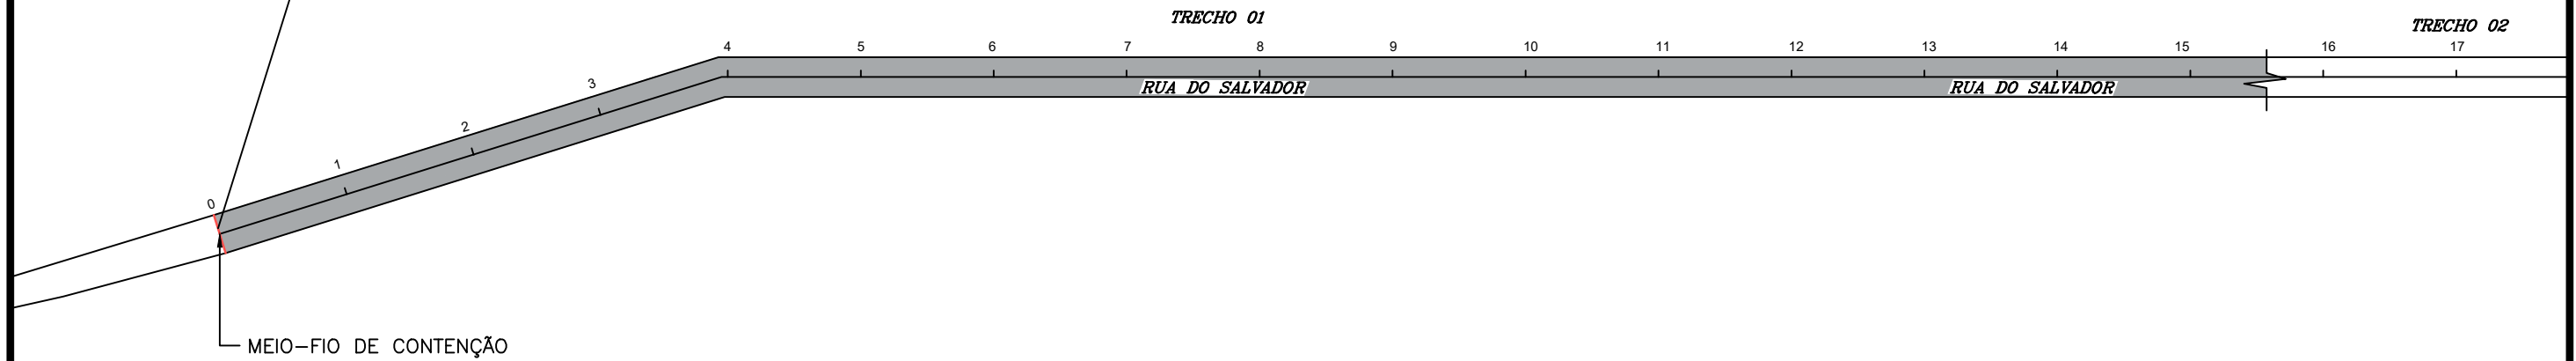 TRECHO 01
TRECHO 02
0 1 2 3 4 5 6 7 8 9 10 11 12 13 14 15 16 17
RUA DO SALVADOR
RUA DO SALVADOR
MEIO-FIO DE CONTENÇÃO